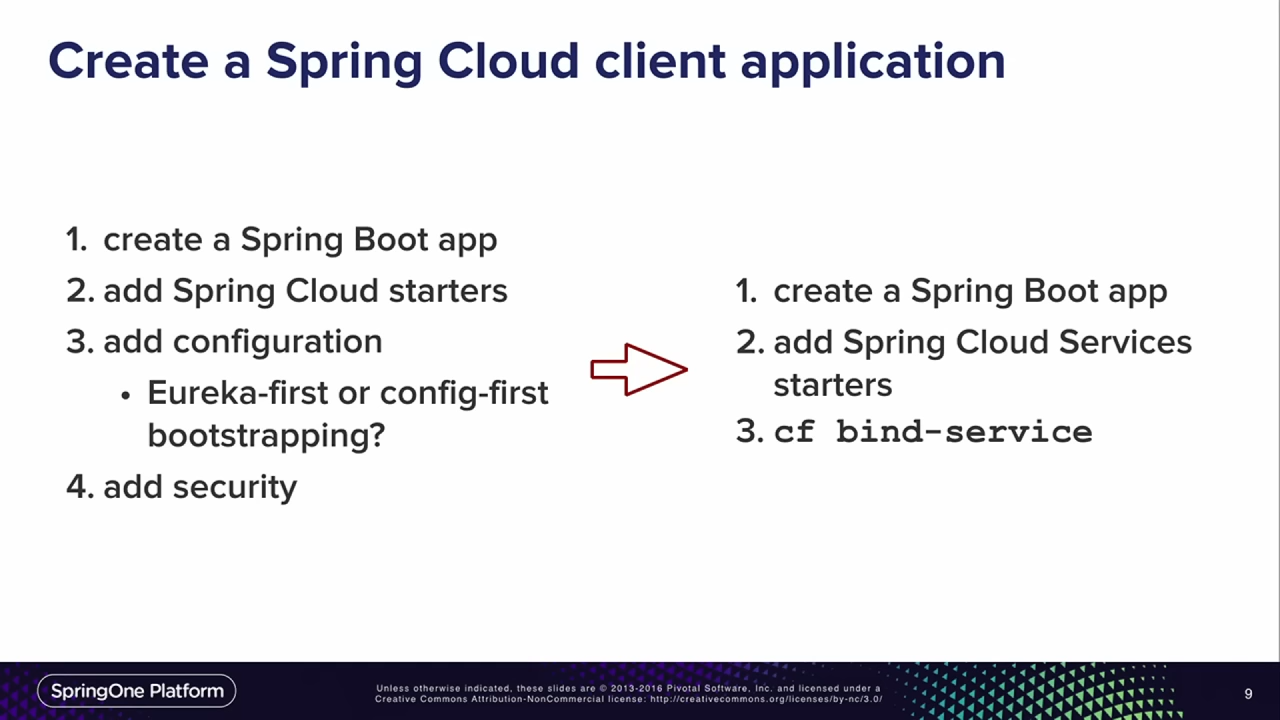 Create a Spring Cloud client application
1. create a Spring Boot app
2. add Spring Cloud starters
3. add configuration
• Eureka-first or config-first
bootstrapping?
4. add security
1. create a Spring Boot app
2. add Spring Cloud Services
starters
3. cf bind-service
SpringOne Platform
Unless otherwise indicated, these slides are © 2013-2016 Pivotal Software, Inc. and licensed under a
Creative Commons Attribution-NonCommercial license: http://creativecommons.org/licenses/by-nc/3.0/
9